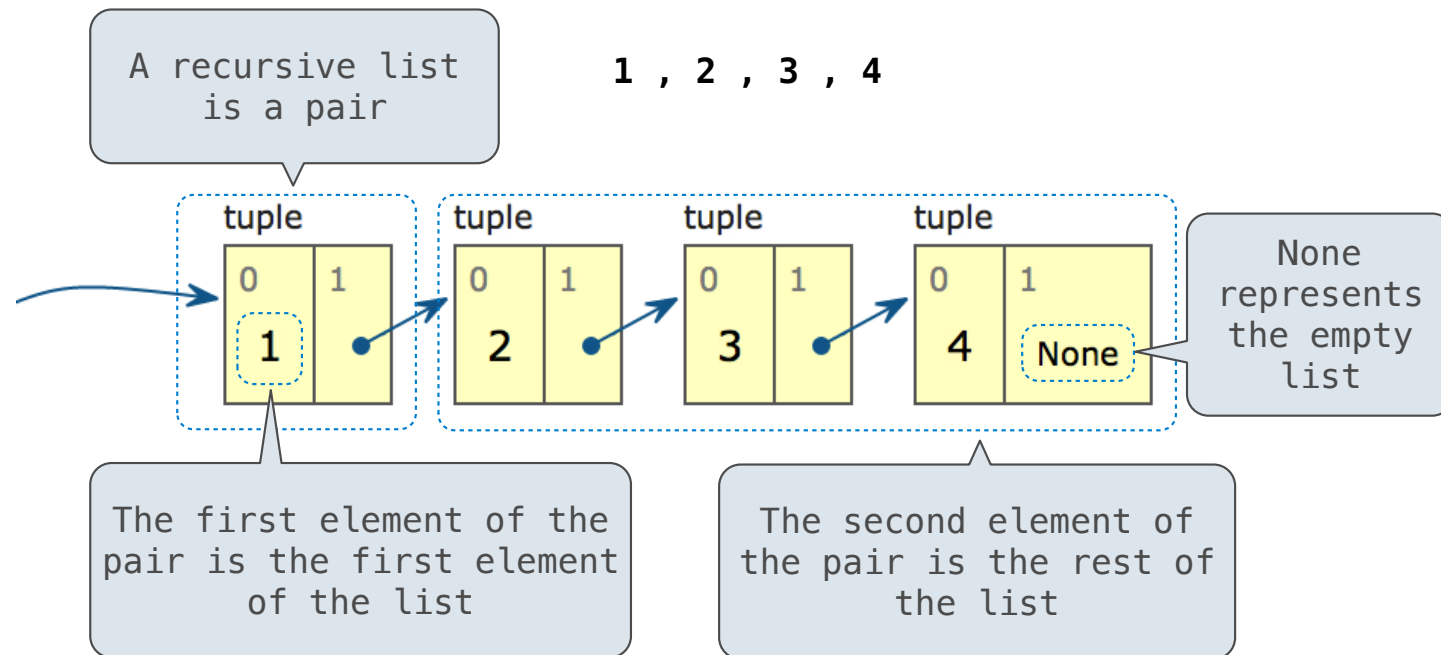 A recursive list
is a pair
1 , 2 , 3 , 4
tuple
0 1
1
tuple
0 1
2
tuple
0 1
3
tuple
0 1
4 None
None
represents
the empty
list
The first element of the
pair is the first element
of the list
The second element of
the pair is the rest of
the list